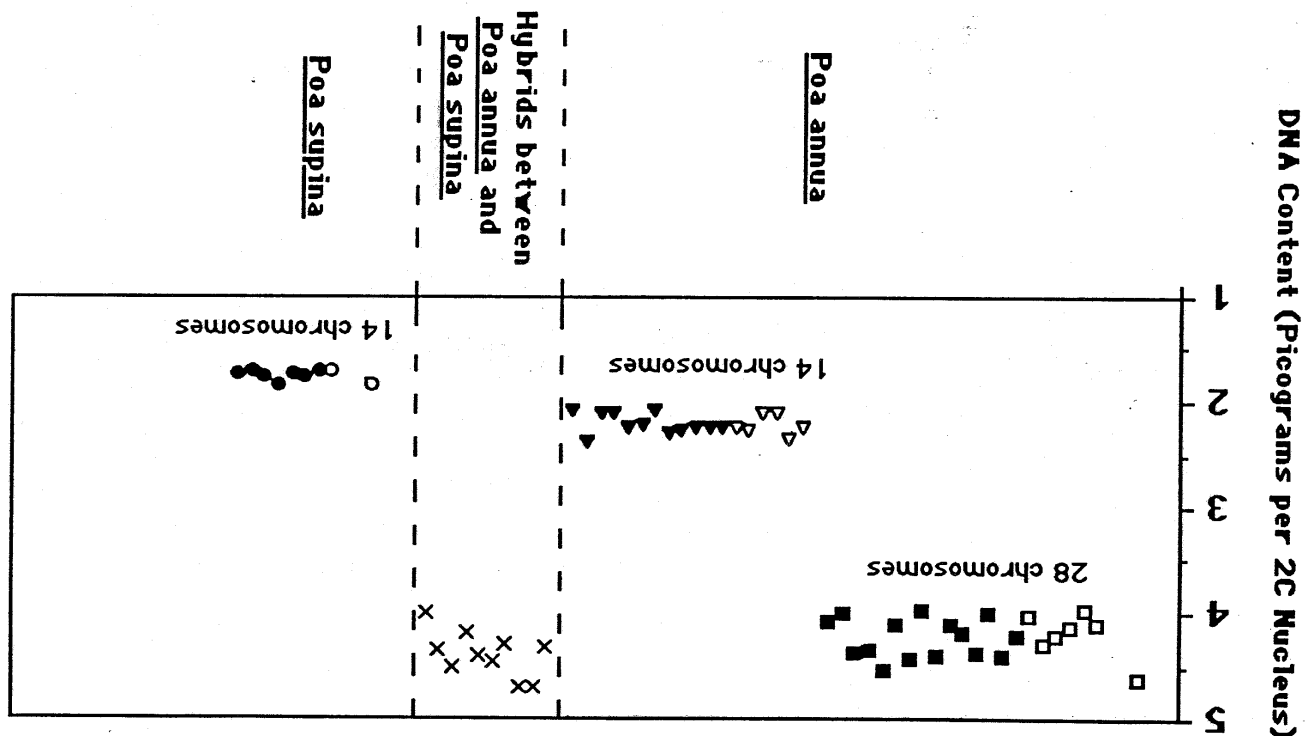 DNA Content (Picograms per 2C Nucleus)
5
4
3
2
1
28 chromosomes
14 chromosomes
14 chromosomes
Poa annua
Hybrids between
Poa annua and
Poa supina
Poa supina